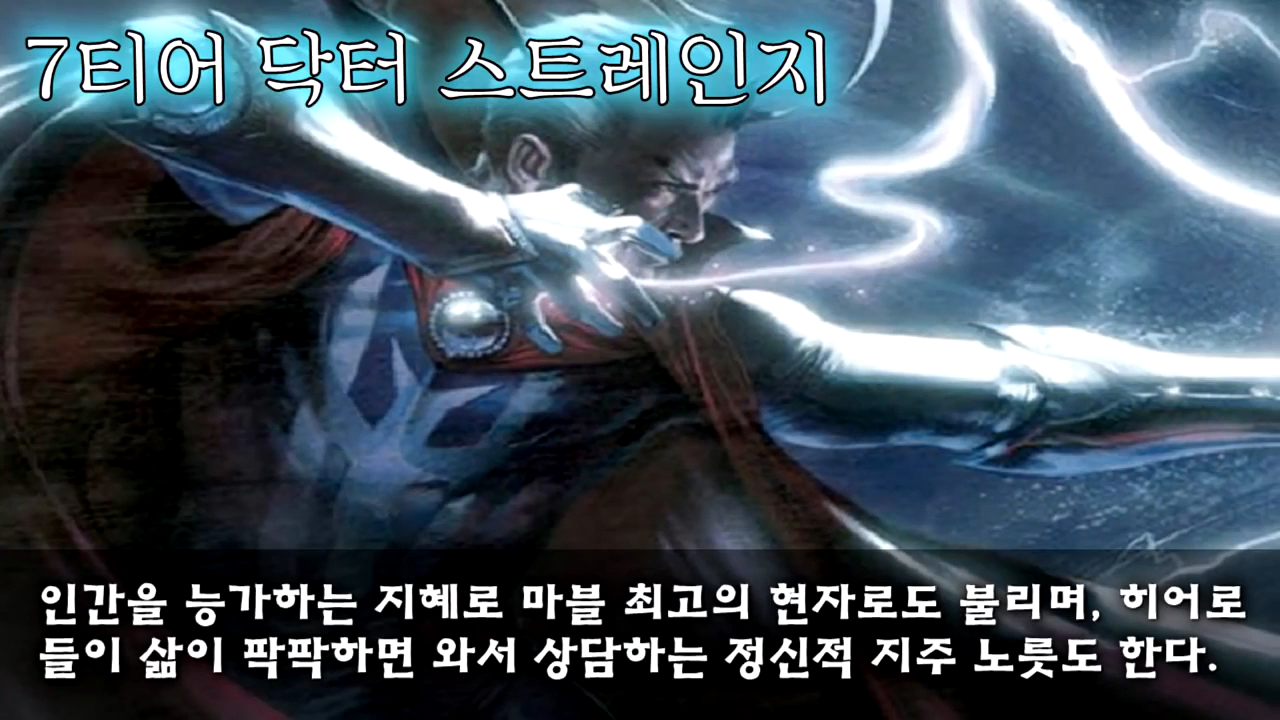 7티어 닥터 스트레인지
인간을 능가하는 지혜로 마블 최고의 현자로도 불리며, 히어로
들이 삶이 팍팍하면 와서 상담하는 정신적 지주 노릇도 한다.